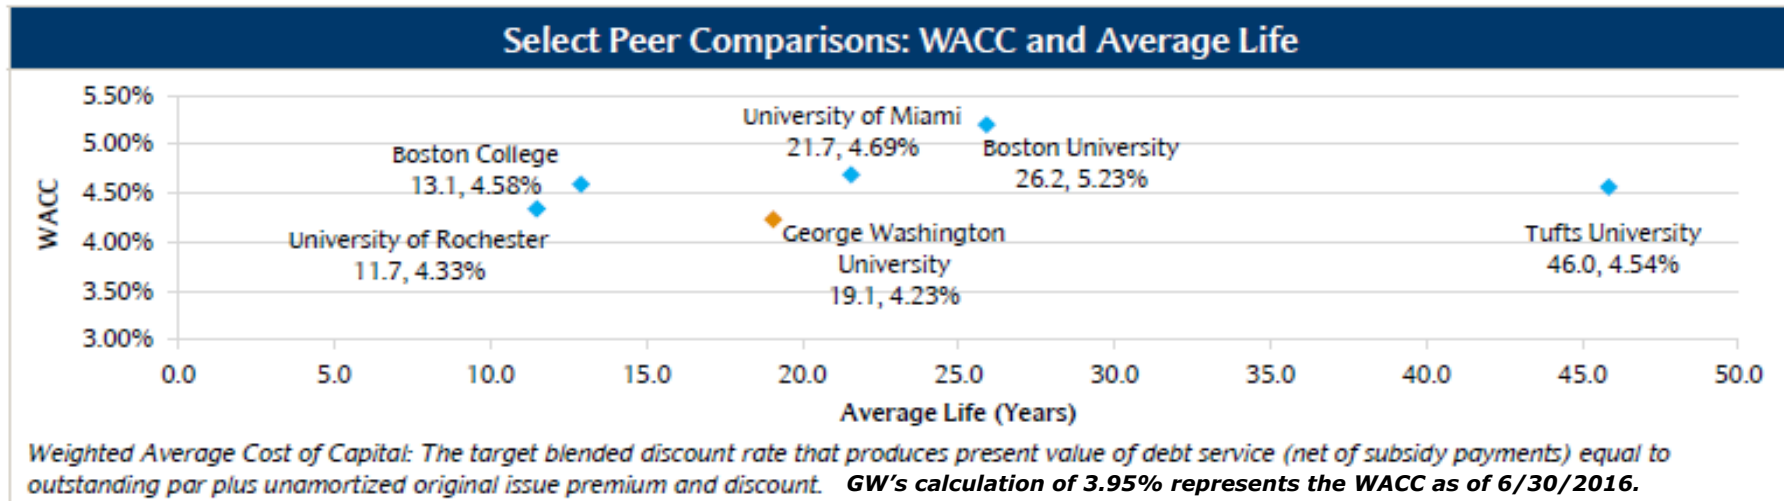 Select Peer Comparisons: WACC and Average Life
5.50%
5.00%
4.50%
4.00%
3.50%
3.00%
WACC
University of Miami
21.7, 4.69%
Boston University
26.2, 5.23%
Boston College
13.1, 4.58%
University of Rochester
11.7, 4.33%
George Washington
University
19.1, 4.23%
Tufts University
46.0, 4.54%
0.0 5.0 10.0 15.0 20.0 25.0 30.0 35.0 40.0 45.0 50.0
Average Life (Years)
Weighted Average Cost of Capital: The target blended discount rate that produces present value of debt service (net of subsidy payments) equal to
outstanding par plus unamortized original issue premium and discount. GW's calculation of 3.95% represents the WACC as of 6/30/2016.